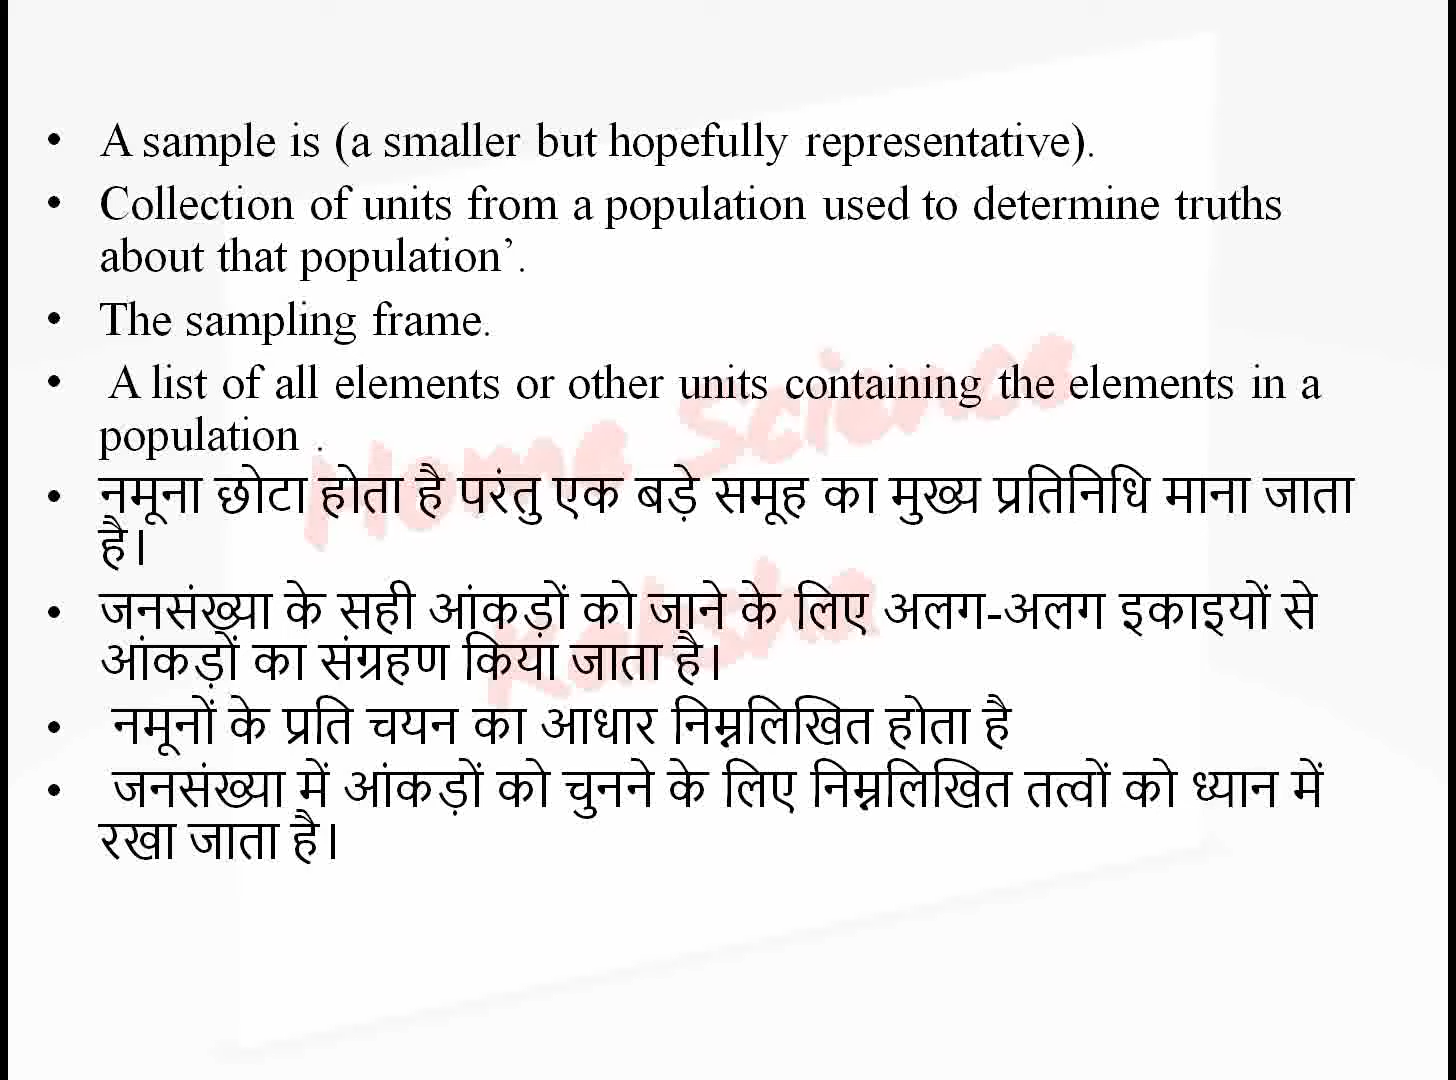 • A sample is (a smaller but hopefully representative).
• Collection of units from a population used to determine truths
about that population’.
• The sampling frame.
• A list of all elements or other units containing the elements in a
population .
• नमूना छोटा होता है परंतु एक बड़े समूह का मुख्य प्रतिनिधि माना जाता
है।
• जनसंख्या के सही आंकड़ों को जाने के लिए अलग-अलग इकाइयों से
आंकड़ों का संग्रहण किया जाता है।
• नमूनों के प्रति चयन का आधार निम्नलिखित होता है
• जनसंख्या में आंकड़ों को चुनने के लिए निम्नलिखित तत्वों को ध्यान में
रखा जाता है।
Home Science
Kaksha